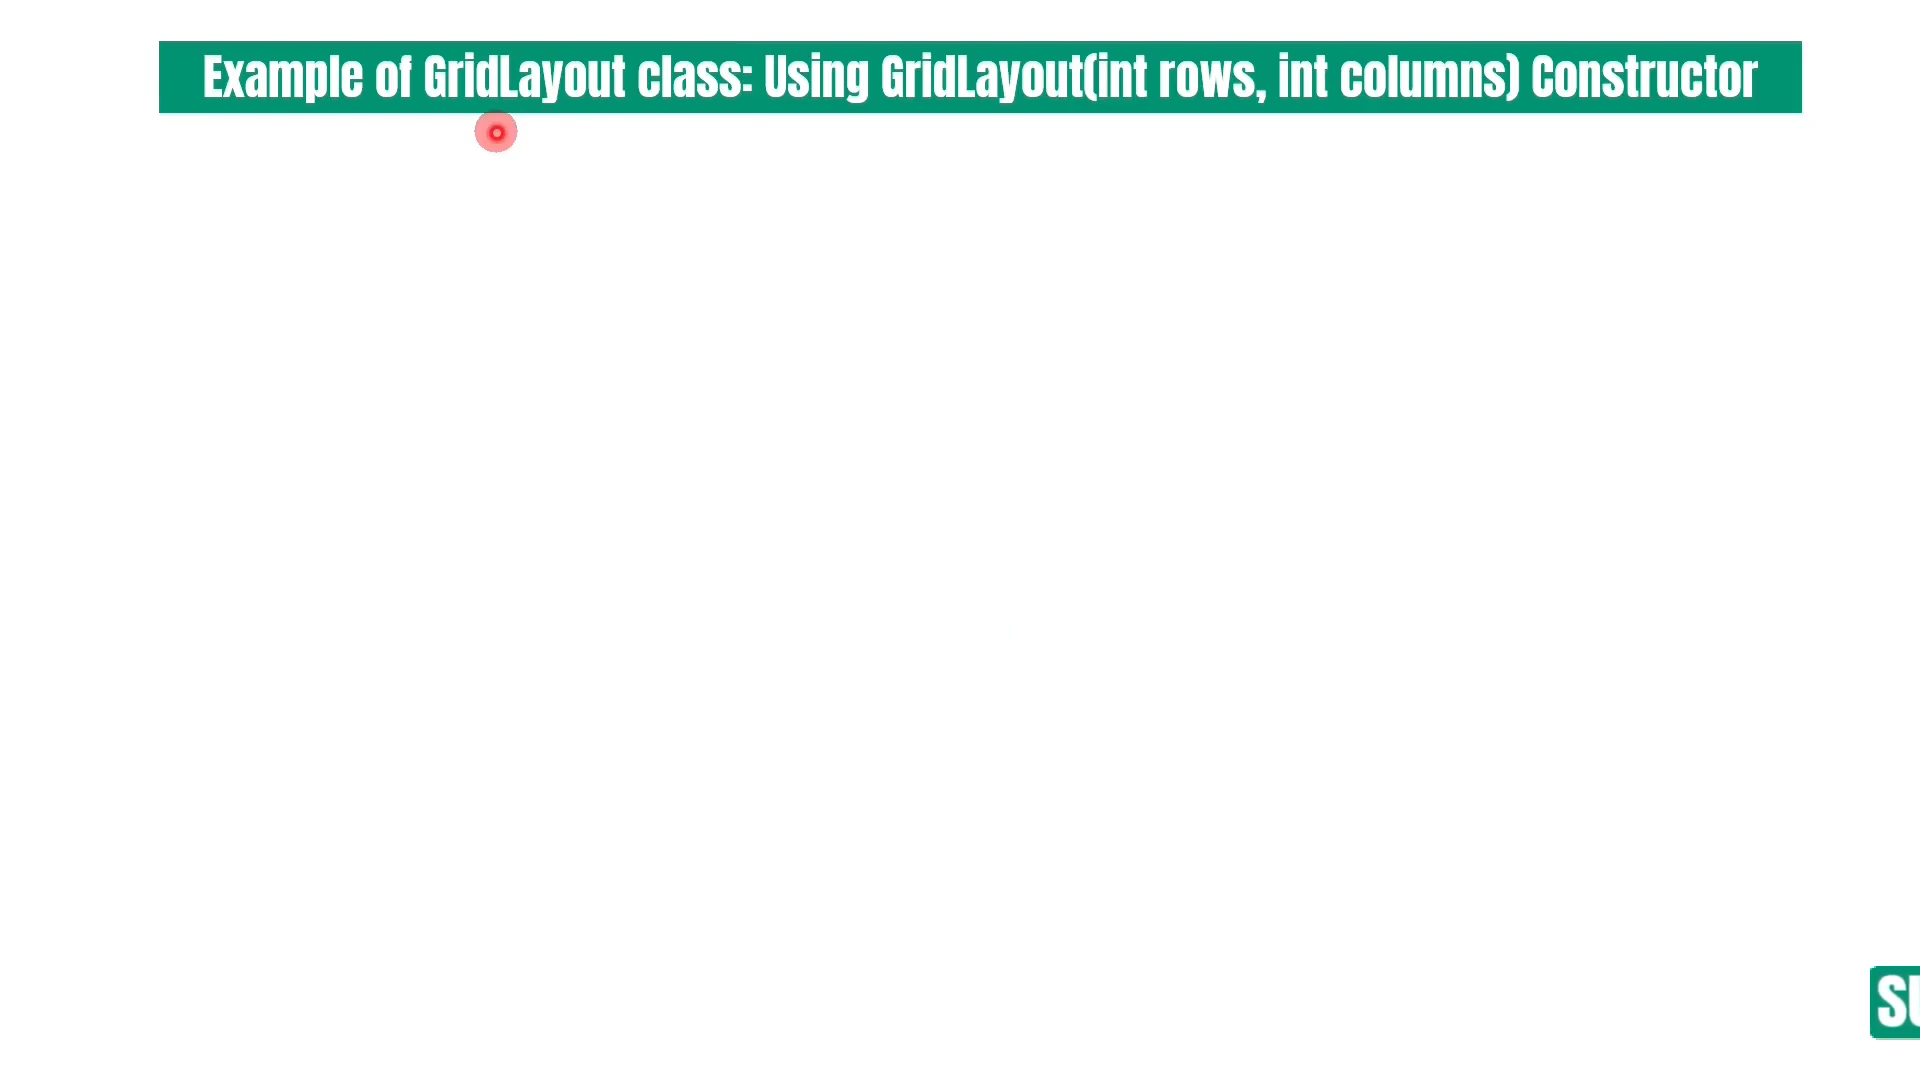 Example of GridLayout class: Using GridLayout(int rows, int columns) Constructor